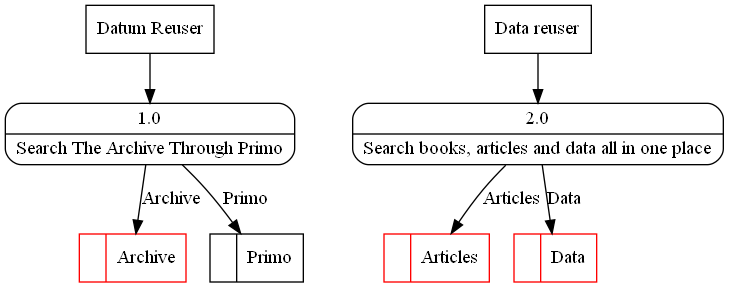 Datum Reuser
Data reuser
1.0
Search The Archive Through Primo
2.0
Search books, articles and data all in one place
Archive
Primo
Articles
Data
Archive
Primo
Articles
Data